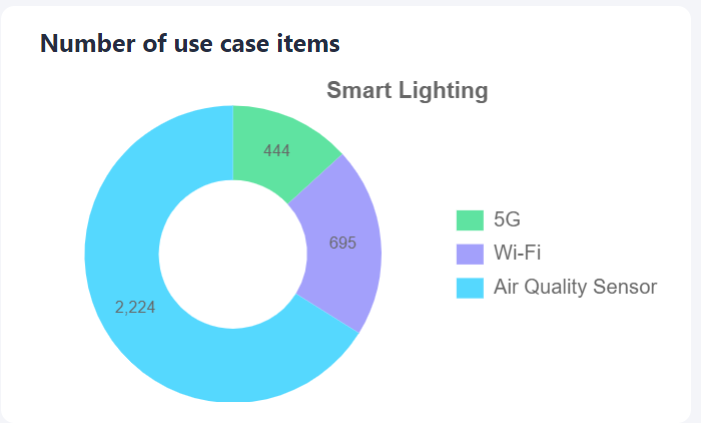 Number of use case items
Smart Lighting
444
695
2,224
5G
Wi-Fi
Air Quality Sensor